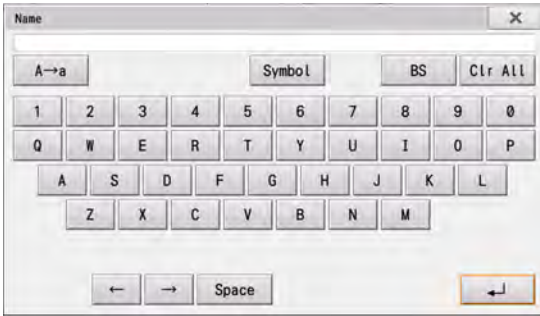 Name ×
A→a Symbol BS Clr All
1 2 3 4 5 6 7 8 9 0
Q W E R T Y U I O P
A S D F G H J K L
Z X C V B N M
← → Space ↵